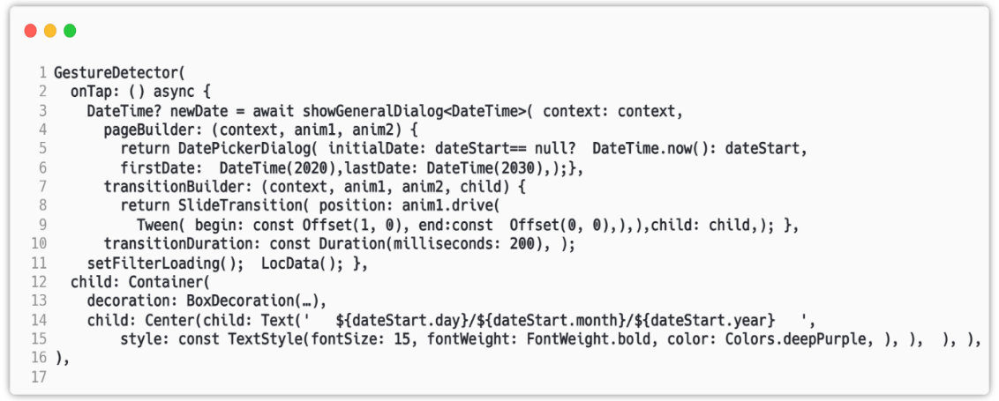 1 GestureDetector(
2   onTap: () async {
3     DateTime? newDate = await showGeneralDialog<DateTime>( context: context,
4       pageBuilder: (context, anim1, anim2) {
5         return DatePickerDialog( initialDate: dateStart== null?  DateTime.now(): dateStart,
6         firstDate:  DateTime(2020),lastDate: DateTime(2030),);},
7       transitionBuilder: (context, anim1, anim2, child) {
8         return SlideTransition( position: anim1.drive(
9           Tween( begin: const Offset(1, 0), end:const  Offset(0, 0),),),child: child,); },
10       transitionDuration: const Duration(milliseconds: 200), );
11     setFilterLoading();  LocData(); },
12   child: Container(
13     decoration: BoxDecoration(…),
14     child: Center(child: Text('   ${dateStart.day}/${dateStart.month}/${dateStart.year}   ',
15         style: const TextStyle(fontSize: 15, fontWeight: FontWeight.bold, color: Colors.deepPurple, ), ),  ), ),
16 ),
17